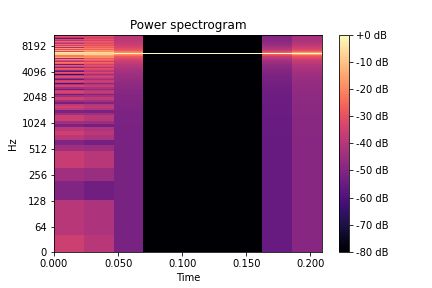 Power spectrogram
8192
4096
2048
1024
512
256
128
64
0
Hz
0.000
0.050
0.100
0.150
0.200
Time
+0 dB
-10 dB
-20 dB
-30 dB
-40 dB
-50 dB
-60 dB
-70 dB
-80 dB